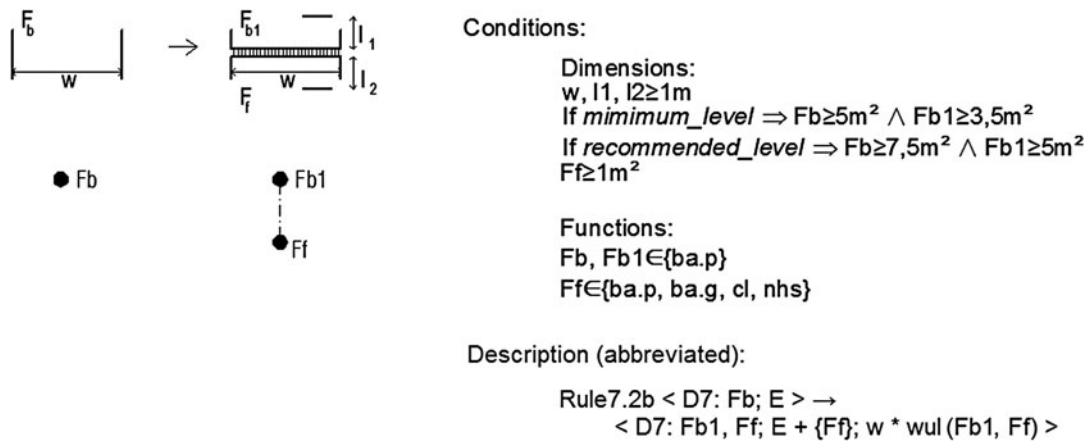 Fb → Fb1 l1
w w l2
Ff
Fb Fb1
Ff
Conditions:
Dimensions:
w, l1, l2≥1m
If mimimum_level ⇒ Fb≥5m² ∧ Fb1≥3,5m²
If recommended_level ⇒ Fb≥7,5m² ∧ Fb1≥5m²
Ff≥1m²
Functions:
Fb, Fb1∈{ba.p}
Ff∈{ba.p, ba.g, cl, nhs}
Description (abbreviated):
Rule7.2b < D7: Fb; E > →
< D7: Fb1, Ff; E + {Ff}; w * wul (Fb1, Ff) >